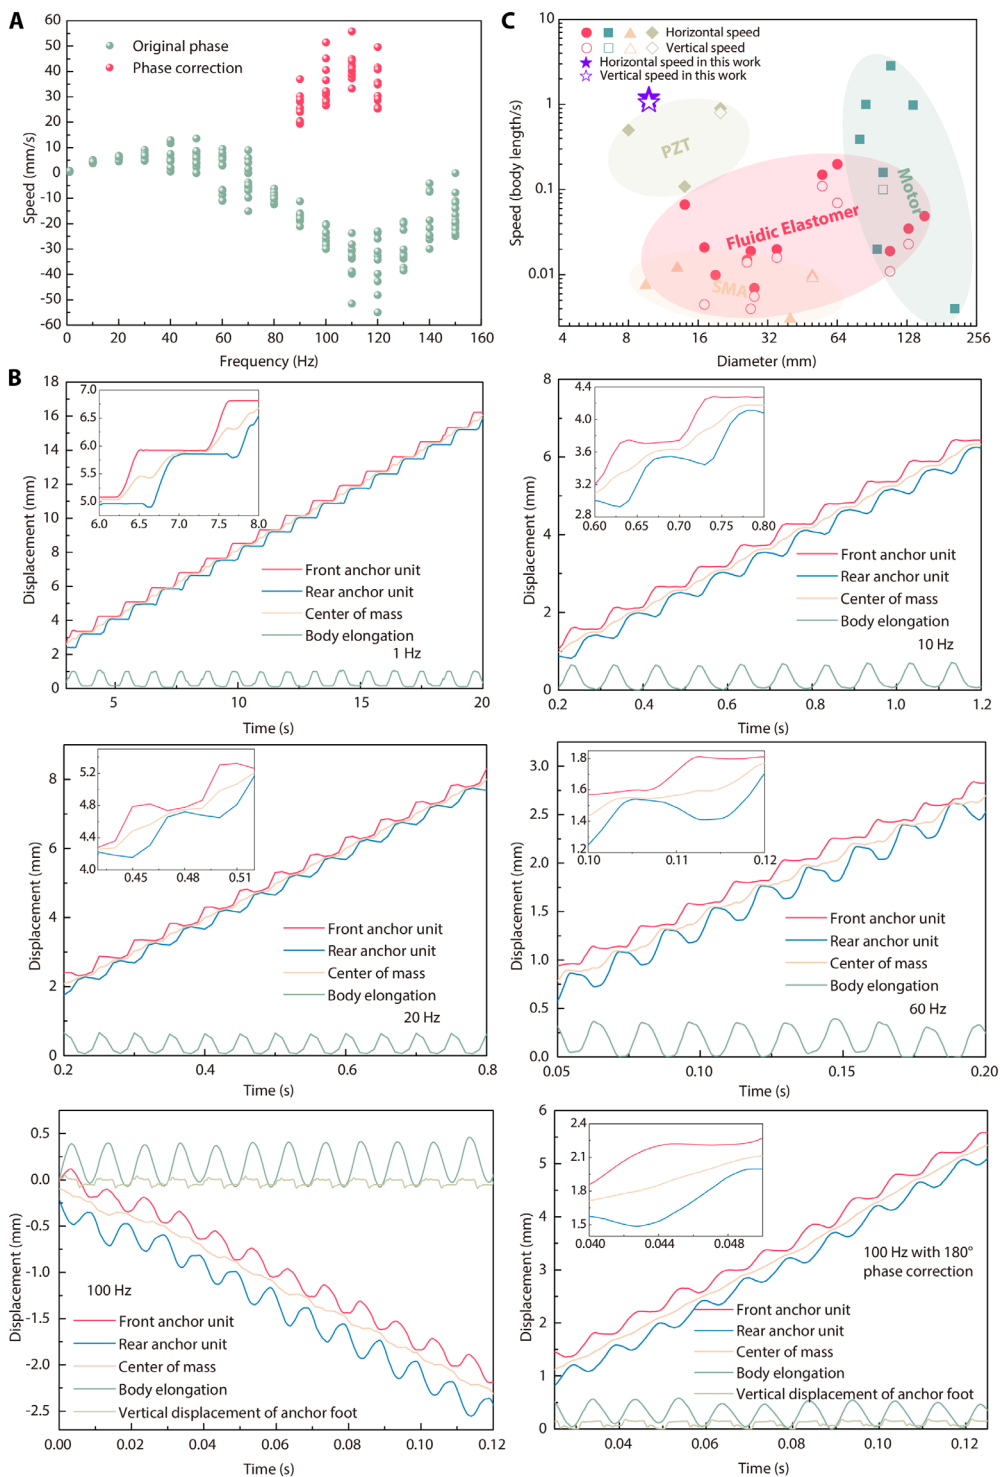 A
60
50
40
30
20
10
0
-10
-20
-30
-40
-50
-60
Speed (mm/s)
Original phase
Phase correction
0 20 40 60 80 100 120 140 160
Frequency (Hz)
C
10
1
0.1
0.01
Speed (body length/s)
Horizontal speed
Vertical speed
Horizontal speed in this work
Vertical speed in this work
PZT
Motor
Fluidic Elastomer
SMA
4 8 16 32 64 128 256
Diameter (mm)
B
18
16
14
12
10
8
6
4
2
0
Displacement (mm)
7.0
6.5
6.0
5.5
5.0
6.0 6.5 7.0 7.5 8.0
Front anchor unit
Rear anchor unit
Center of mass
Body elongation
1 Hz
5 10 15 20
Time (s)
8
6
4
2
0
Displacement (mm)
4.4
4.0
3.6
3.2
2.8
0.60 0.65 0.70 0.75 0.80
Front anchor unit
Rear anchor unit
Center of mass
Body elongation
10 Hz
0.2 0.4 0.6 0.8 1.0 1.2
Time (s)
8
6
4
2
0
Displacement (mm)
5.2
4.8
4.4
4.0
0.45 0.48 0.51
Front anchor unit
Rear anchor unit
Center of mass
Body elongation
20 Hz
0.2 0.4 0.6 0.8
Time (s)
3.0
2.5
2.0
1.5
1.0
0.5
0.0
Displacement (mm)
1.8
1.6
1.4
1.2
0.10 0.11 0.12
Front anchor unit
Rear anchor unit
Center of mass
Body elongation
60 Hz
0.05 0.10 0.15 0.20
Time (s)
0.5
0.0
-0.5
-1.0
-1.5
-2.0
-2.5
Displacement (mm)
100 Hz
Front anchor unit
Rear anchor unit
Center of mass
Body elongation
Vertical displacement of anchor foot
0.00 0.02 0.04 0.06 0.08 0.10 0.12
Time (s)
6
5
4
3
2
1
0
Displacement (mm)
2.4
2.1
1.8
1.5
0.040 0.044 0.048
100 Hz with 180°
phase correction
Front anchor unit
Rear anchor unit
Center of mass
Body elongation
Vertical displacement of anchor foot
0.04 0.06 0.08 0.10 0.12
Time (s)